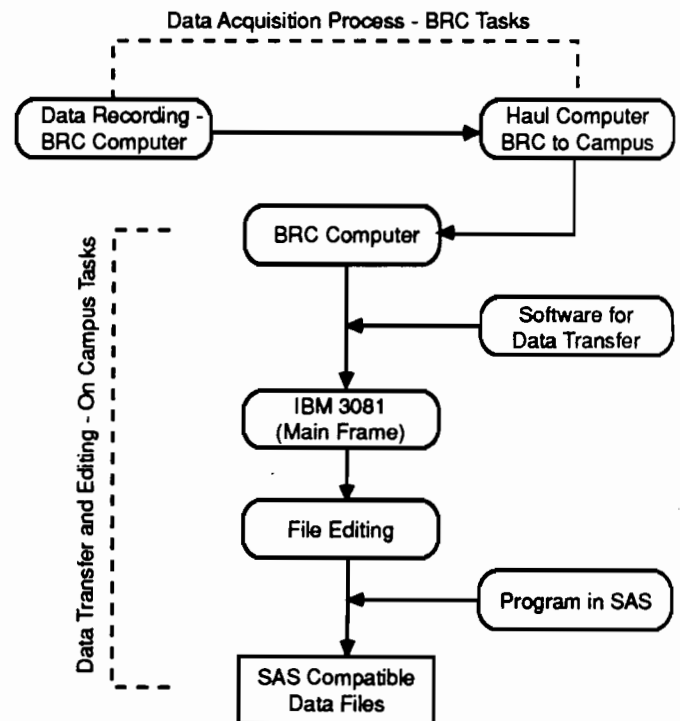 Data Acquisition Process - BRC Tasks
Data Recording -
BRC Computer
Haul Computer
BRC to Campus
BRC Computer
Software for
Data Transfer
IBM 3081
(Main Frame)
File Editing
Program in SAS
SAS Compatible
Data Files
Data Transfer and Editing - On Campus Tasks